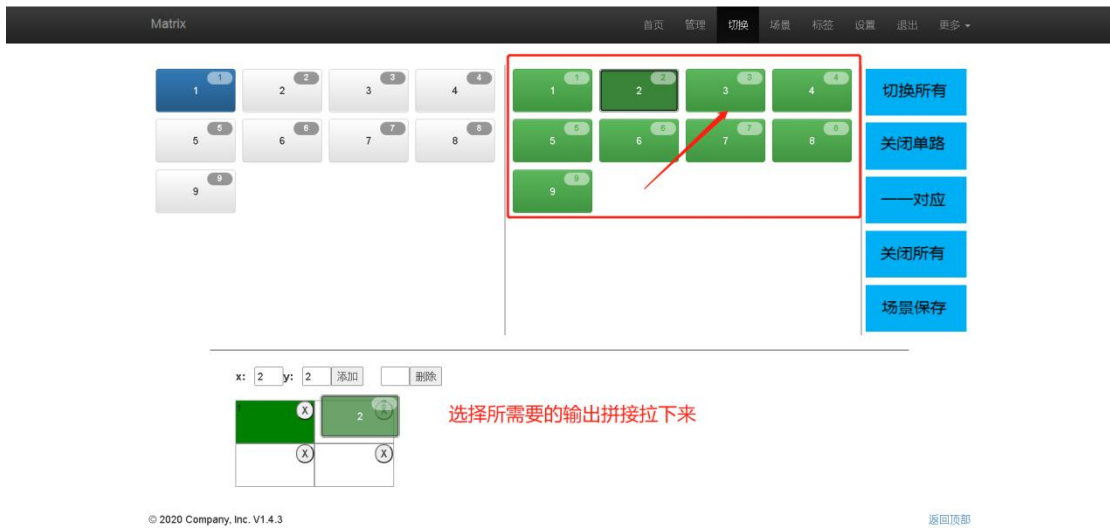 Matrix 首页 管理 切换 场景 标签 设置 退出 更多
1 1 2 2 3 3 4 4
5 5 6 6 7 7 8 8
9 9
1 1 2 2 3 3 4 4
5 5 6 6 7 7 8 8
9 9
切换所有
关闭单路
一一对应
关闭所有
场景保存
x: 2 y: 2 添加 删除
1 X 2
X X
选择所需要的输出拼接拉下来
© 2020 Company, Inc. V1.4.3 返回顶部